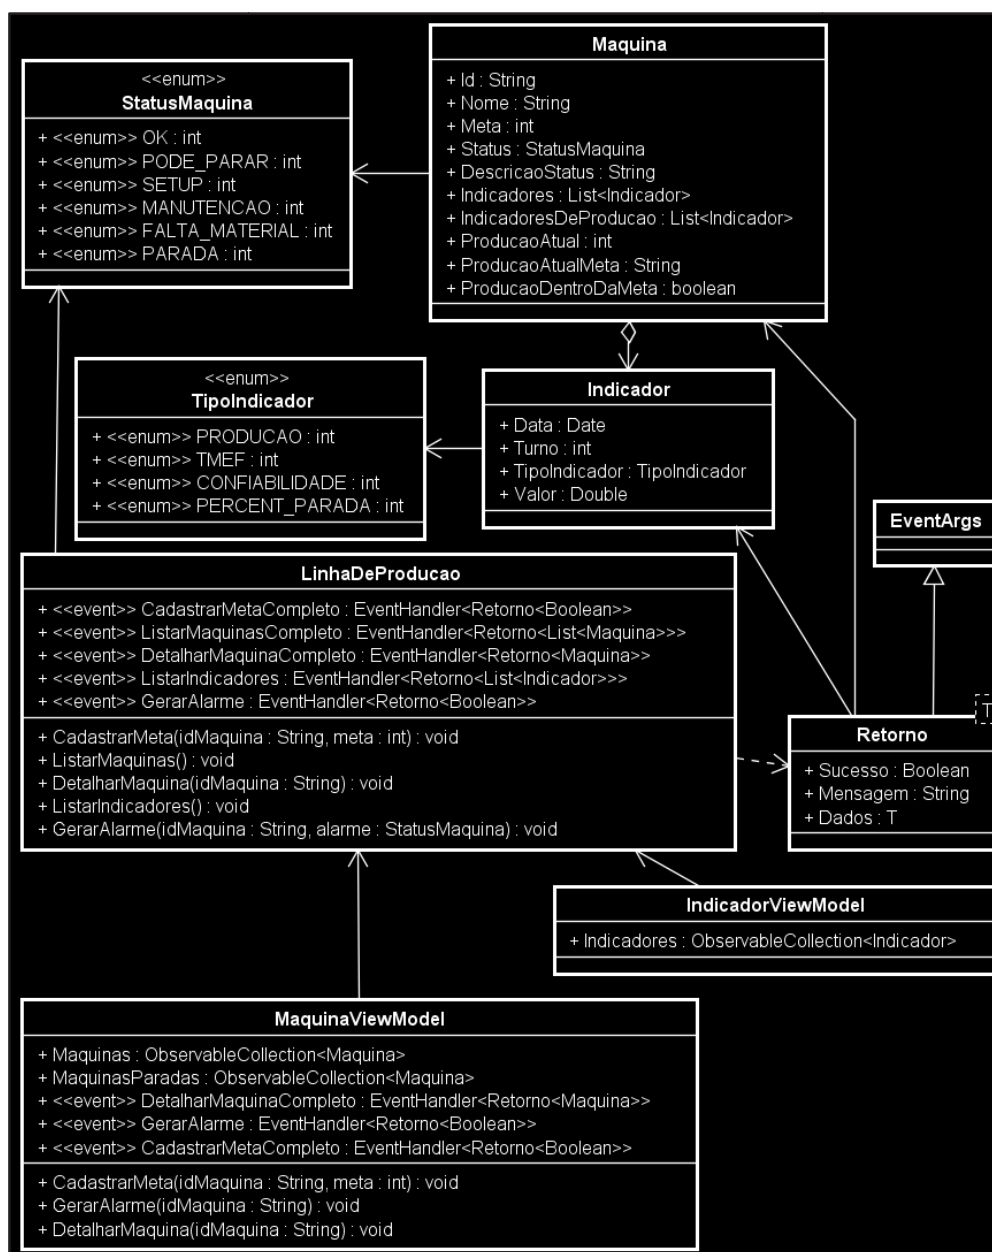 <<enum>>
StatusMaquina
+ <<enum>> OK : int
+ <<enum>> PODE_PARAR : int
+ <<enum>> SETUP : int
+ <<enum>> MANUTENCAO : int
+ <<enum>> FALTA_MATERIAL : int
+ <<enum>> PARADA : int
Maquina
+ Id : String
+ Nome : String
+ Meta : int
+ Status : StatusMaquina
+ DescricaoStatus : String
+ Indicadores : List<Indicador>
+ IndicadoresDeProducao : List<Indicador>
+ ProducaoAtual : int
+ ProducaoAtualMeta : String
+ ProducaoDentroDaMeta : boolean
<<enum>>
TipoIndicador
+ <<enum>> PRODUCAO : int
+ <<enum>> TMEF : int
+ <<enum>> CONFIABILIDADE : int
+ <<enum>> PERCENT_PARADA : int
Indicador
+ Data : Date
+ Turno : int
+ TipoIndicador : TipoIndicador
+ Valor : Double
EventArgs
LinhaDeProducao
+ <<event>> CadastrarMetaCompleto : EventHandler<Retorno<Boolean>>
+ <<event>> ListarMaquinasCompleto : EventHandler<Retorno<List<Maquina>>>
+ <<event>> DetalharMaquinaCompleto : EventHandler<Retorno<Maquina>>
+ <<event>> ListarIndicadores : EventHandler<Retorno<List<Indicador>>>
+ <<event>> GerarAlarme : EventHandler<Retorno<Boolean>>
+ CadastrarMeta(idMaquina : String, meta : int) : void
+ ListarMaquinas() : void
+ DetalharMaquina(idMaquina : String) : void
+ ListarIndicadores() : void
+ GerarAlarme(idMaquina : String, alarme : StatusMaquina) : void
T
Retorno
+ Sucesso : Boolean
+ Mensagem : String
+ Dados : T
IndicadorViewModel
+ Indicadores : ObservableCollection<Indicador>
MaquinaViewModel
+ Maquinas : ObservableCollection<Maquina>
+ MaquinasParadas : ObservableCollection<Maquina>
+ <<event>> DetalharMaquinaCompleto : EventHandler<Retorno<Maquina>>
+ <<event>> GerarAlarme : EventHandler<Retorno<Boolean>>
+ <<event>> CadastrarMetaCompleto : EventHandler<Retorno<Boolean>>
+ CadastrarMeta(idMaquina : String, meta : int) : void
+ GerarAlarme(idMaquina : String) : void
+ DetalharMaquina(idMaquina : String) : void